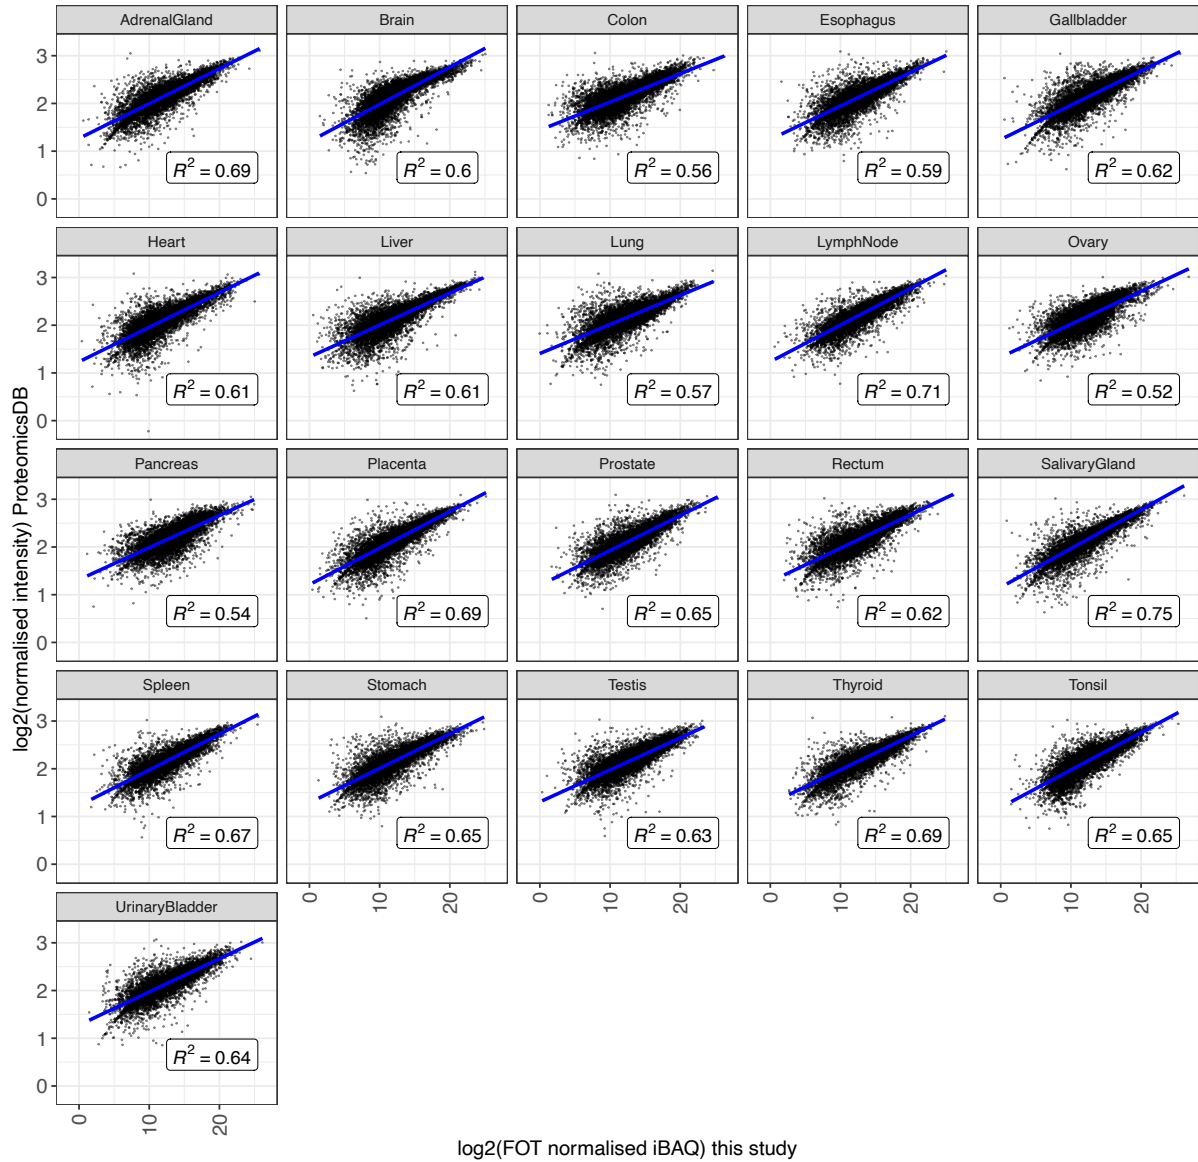 AdrenalGland Brain Colon Esophagus Gallbladder
3
2
1
0
R² = 0.69 R² = 0.6 R² = 0.56 R² = 0.59 R² = 0.62
Heart Liver Lung LymphNode Ovary
3
2
1
0
R² = 0.61 R² = 0.61 R² = 0.57 R² = 0.71 R² = 0.52
log2(normalised intensity) ProteomicsDB
Pancreas Placenta Prostate Rectum SalivaryGland
3
2
1
0
R² = 0.54 R² = 0.69 R² = 0.65 R² = 0.62 R² = 0.75
Spleen Stomach Testis Thyroid Tonsil
3
2
1
0
R² = 0.67 R² = 0.65 R² = 0.63 R² = 0.69 R² = 0.65
0 10 20 0 10 20 0 10 20 0 10 20
UrinaryBladder
3
2
1
0
R² = 0.64
0 10 20
log2(FOT normalised iBAQ) this study